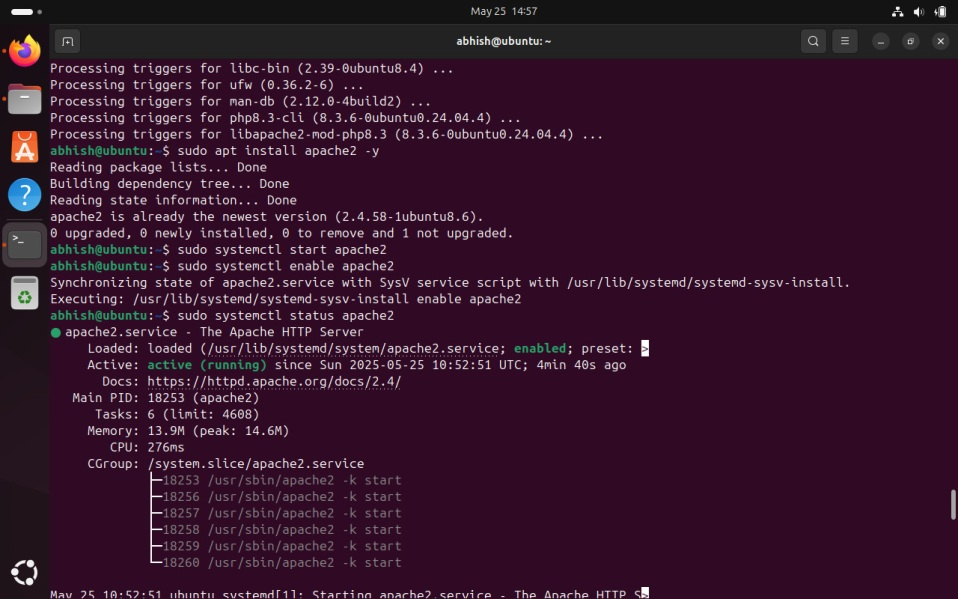 May 25 14:57
abhish@ubuntu: ~
Processing triggers for libc-bin (2.39-0ubuntu8.4) ...
Processing triggers for ufw (0.36.2-6) ...
Processing triggers for man-db (2.12.0-4build2) ...
Processing triggers for php8.3-cli (8.3.6-0ubuntu0.24.04.4) ...
Processing triggers for libapache2-mod-php8.3 (8.3.6-0ubuntu0.24.04.4) ...
abhish@ubuntu:~$ sudo apt install apache2 -y
Reading package lists... Done
Building dependency tree... Done
Reading state information... Done
apache2 is already the newest version (2.4.58-1ubuntu8.6).
0 upgraded, 0 newly installed, 0 to remove and 1 not upgraded.
abhish@ubuntu:~$ sudo systemctl start apache2
abhish@ubuntu:~$ sudo systemctl enable apache2
Synchronizing state of apache2.service with SysV service script with /usr/lib/systemd/systemd-sysv-install.
Executing: /usr/lib/systemd/systemd-sysv-install enable apache2
abhish@ubuntu:~$ sudo systemctl status apache2
● apache2.service - The Apache HTTP Server
Loaded: loaded (/usr/lib/systemd/system/apache2.service; enabled; preset: >
Active: active (running) since Sun 2025-05-25 10:52:51 UTC; 4min 40s ago
Docs: https://httpd.apache.org/docs/2.4/
Main PID: 18253 (apache2)
Tasks: 6 (limit: 4608)
Memory: 13.9M (peak: 14.6M)
CPU: 276ms
CGroup: /system.slice/apache2.service
├─18253 /usr/sbin/apache2 -k start
├─18256 /usr/sbin/apache2 -k start
├─18257 /usr/sbin/apache2 -k start
├─18258 /usr/sbin/apache2 -k start
├─18259 /usr/sbin/apache2 -k start
└─18260 /usr/sbin/apache2 -k start
May 25 10:52:51 ubuntu systemd[1]: Starting apache2.service - The Apache HTTP S>